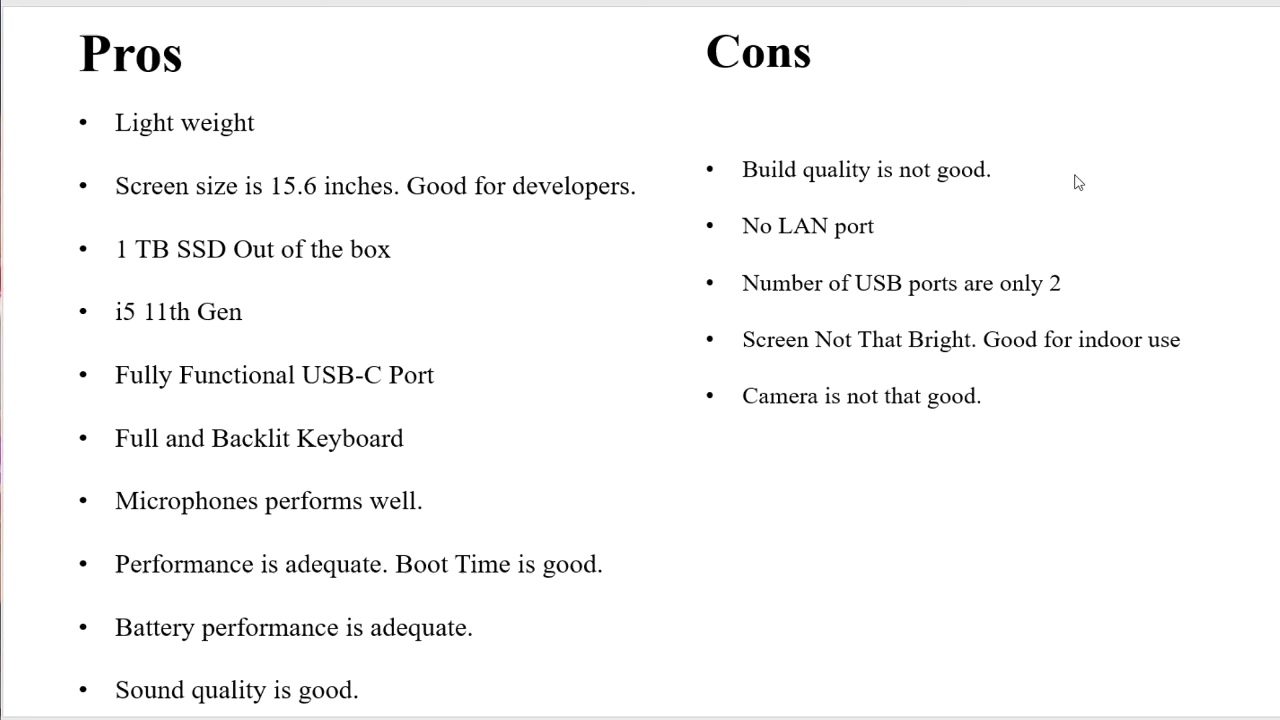 Pros
• Light weight
• Screen size is 15.6 inches. Good for developers.
• 1 TB SSD Out of the box
• i5 11th Gen
• Fully Functional USB-C Port
• Full and Backlit Keyboard
• Microphones performs well.
• Performance is adequate. Boot Time is good.
• Battery performance is adequate.
• Sound quality is good.
Cons
• Build quality is not good.
• No LAN port
• Number of USB ports are only 2
• Screen Not That Bright. Good for indoor use
• Camera is not that good.